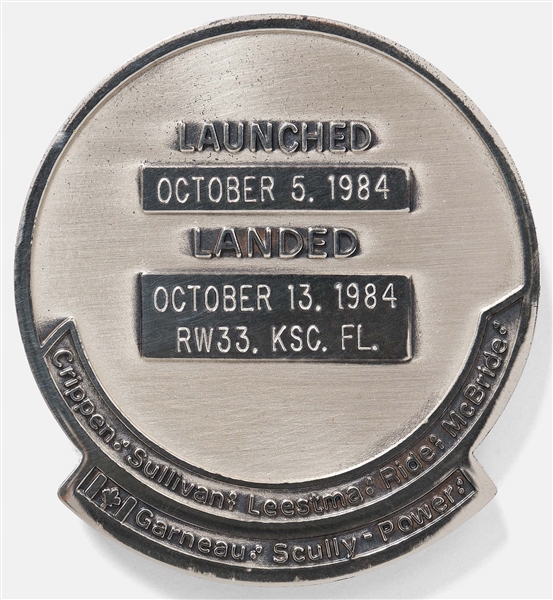 LAUNCHED
OCTOBER 5. 1984
LANDED
OCTOBER 13. 1984
RW33. KSC. FL.
Crippen Sullivan Leestma Ride McBride
Garneau Scully-Power